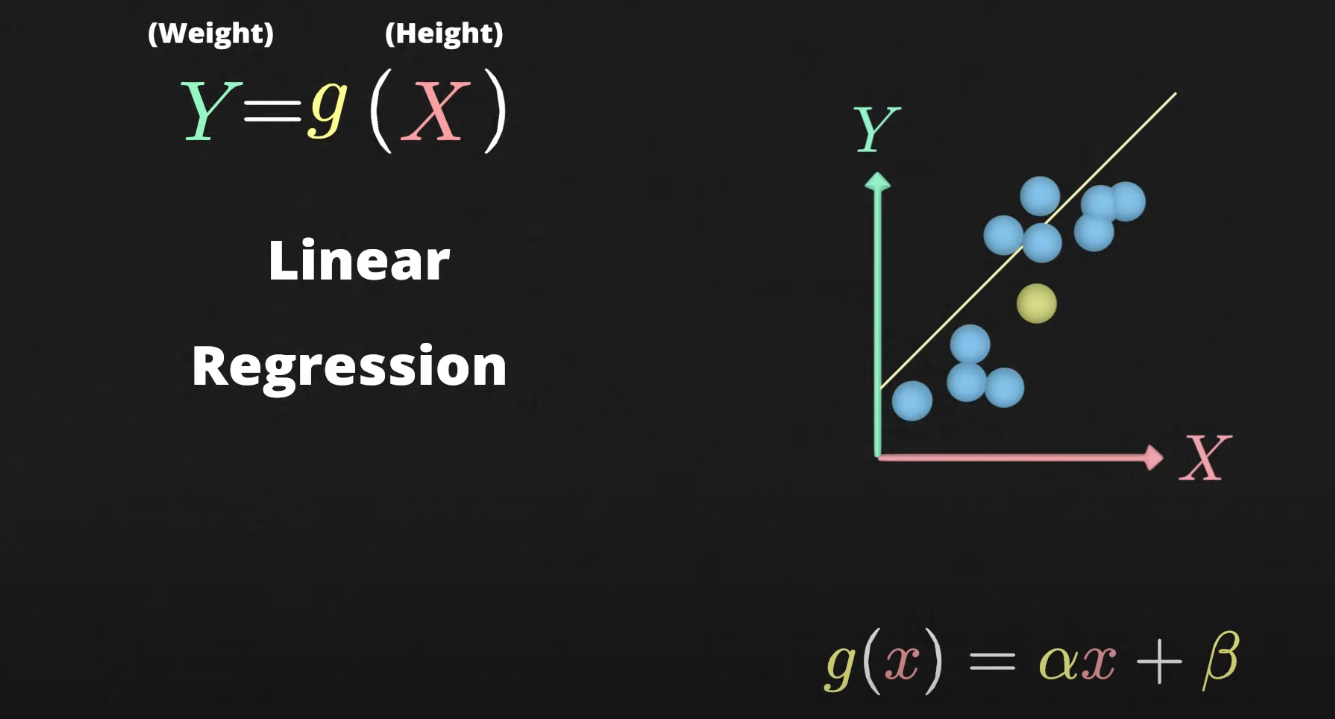 (Weight) (Height)
Y=g(X)
Linear
Regression
Y
X
g(x) = αx + β